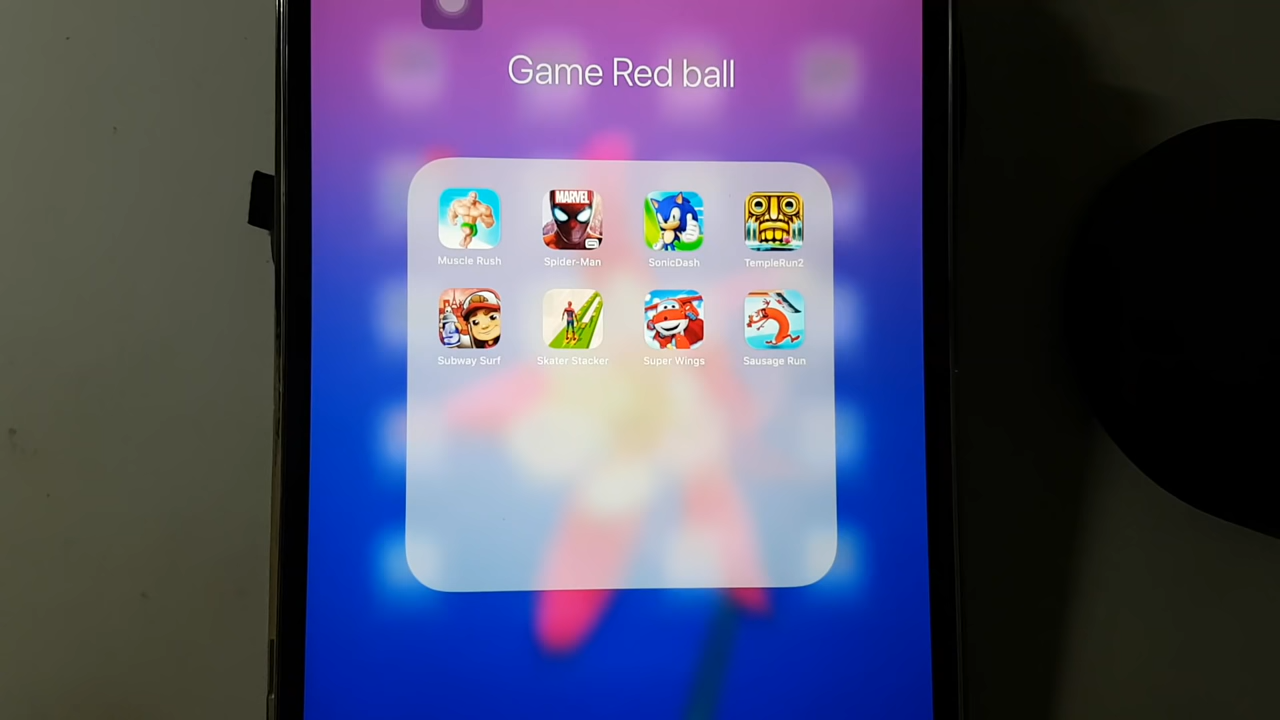 Game Red ball
MARVEL
Muscle Rush
Spider-Man
SonicDash
TempleRun2
Subway Surf
Skater Stacker
Super Wings
Sausage Run